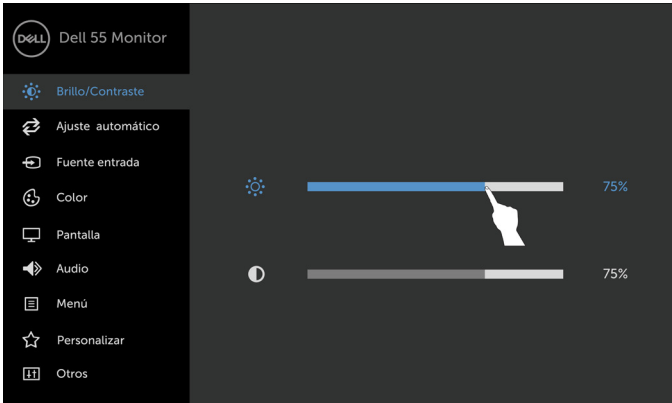 DELL Dell 55 Monitor
Brillo/Contraste
Ajuste automático
Fuente entrada
75%
Color
Pantalla
Audio
75%
Menú
Personalizar
Otros